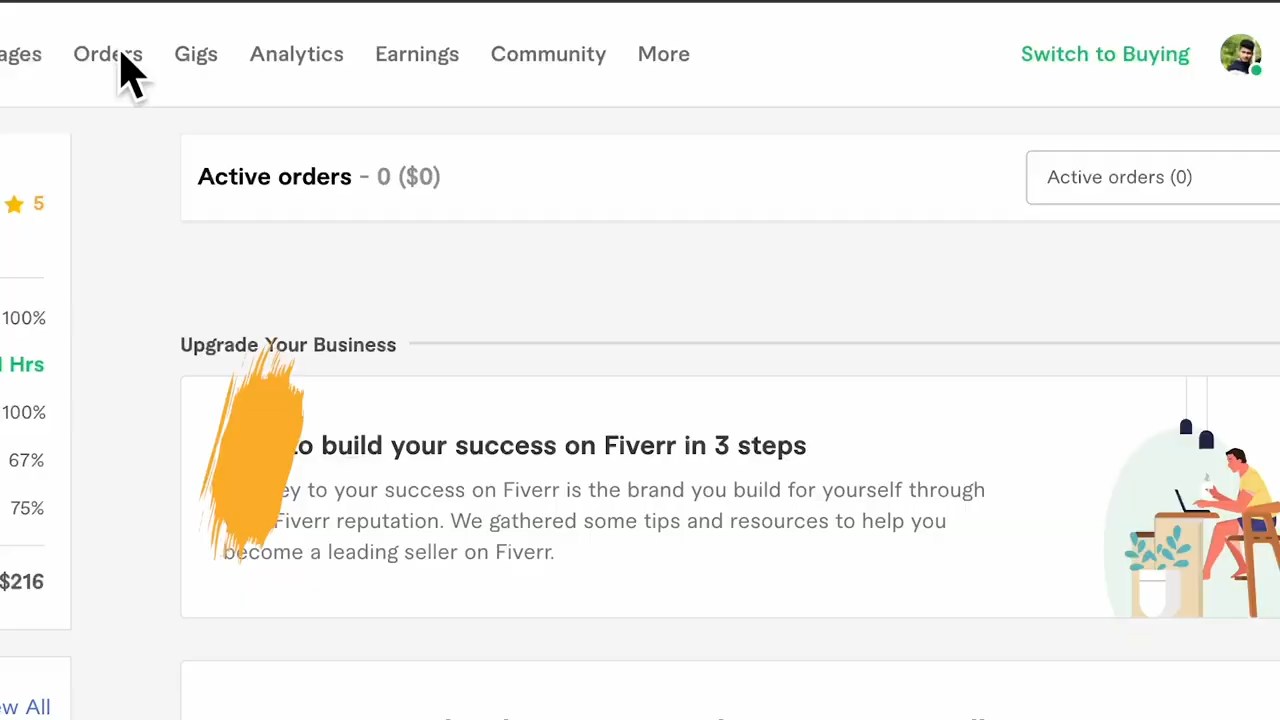 ages Orders Gigs Analytics Earnings Community More Switch to Buying
Active orders - 0 ($0) Active orders (0)
5
100%
Hrs
100%
67%
75%
$216
ew All
Upgrade Your Business
to build your success on Fiverr in 3 steps
ey to your success on Fiverr is the brand you build for yourself through
Fiverr reputation. We gathered some tips and resources to help you
become a leading seller on Fiverr.